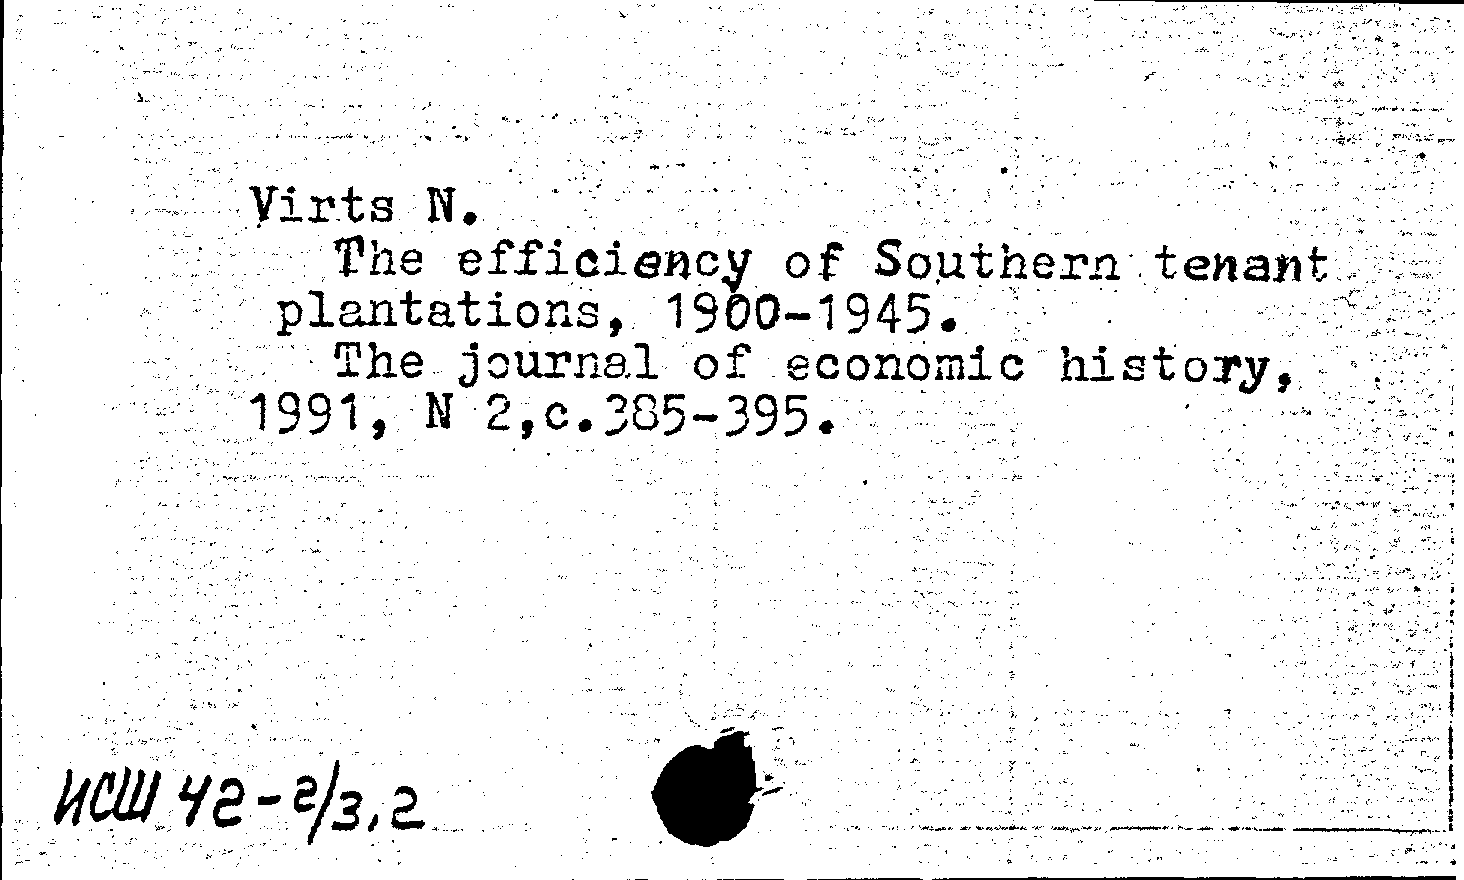 Virts N.
The efficiency of Southern tenant
plantations, 1900-1945.
The journal of economic history,
1991, N 2,c.385-395.
ИСШ 42-2/3.2